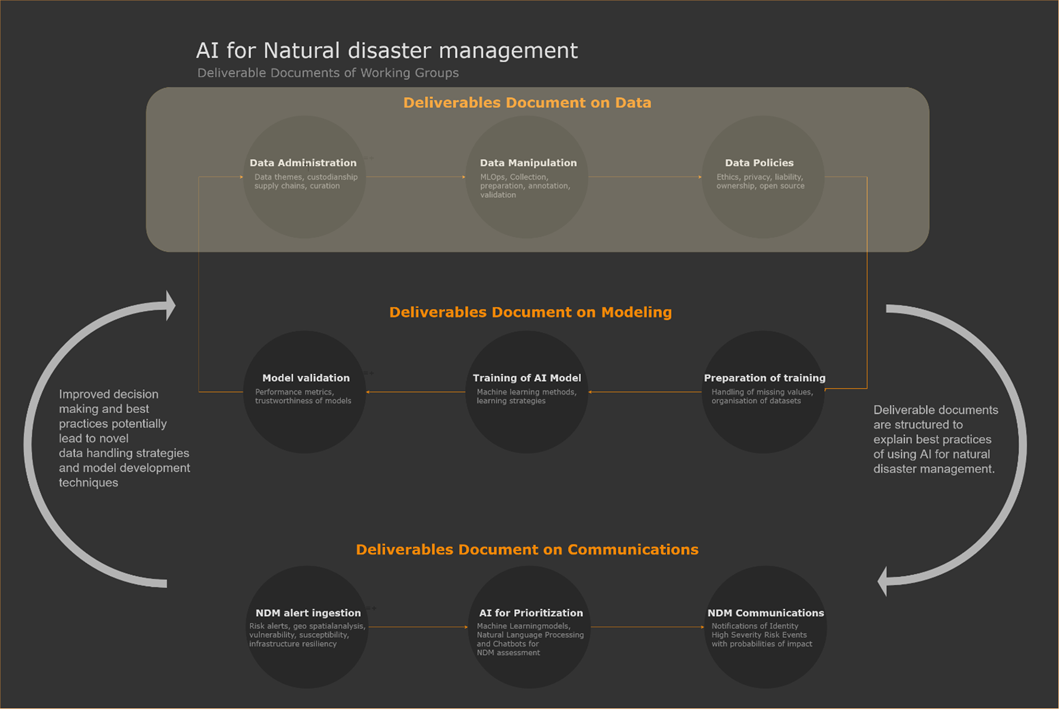 AI for Natural disaster management
Deliverable Documents of Working Groups
Deliverables Document on Data
Data Administration
Data themes, custodianship
supply chains, curation
Data Manipulation
MLOps, Collection,
preparation, annotation,
validation
Data Policies
Ethics, privacy, liability,
ownership, open source
Deliverables Document on Modeling
Model validation
Performance metrics,
trustworthiness of models
Training of AI Model
Machine learning methods,
learning strategies
Preparation of training
Handling of missing values,
organisation of datasets
Improved decision
making and best
practices potentially
lead to novel
data handling strategies
and model development
techniques
Deliverable documents
are structured to
explain best practices
of using AI for natural
disaster management.
Deliverables Document on Communications
NDM alert ingestion
Risk alerts, geo spatialanalysis,
vulnerability, susceptibility,
infrastructure resiliency
AI for Prioritization
Machine Learningmodels,
Natural Language Processing
and Chatbots for
NDM assessment
NDM Communications
Notifications of Identity
High Severity Risk Events
with probabilities of impact